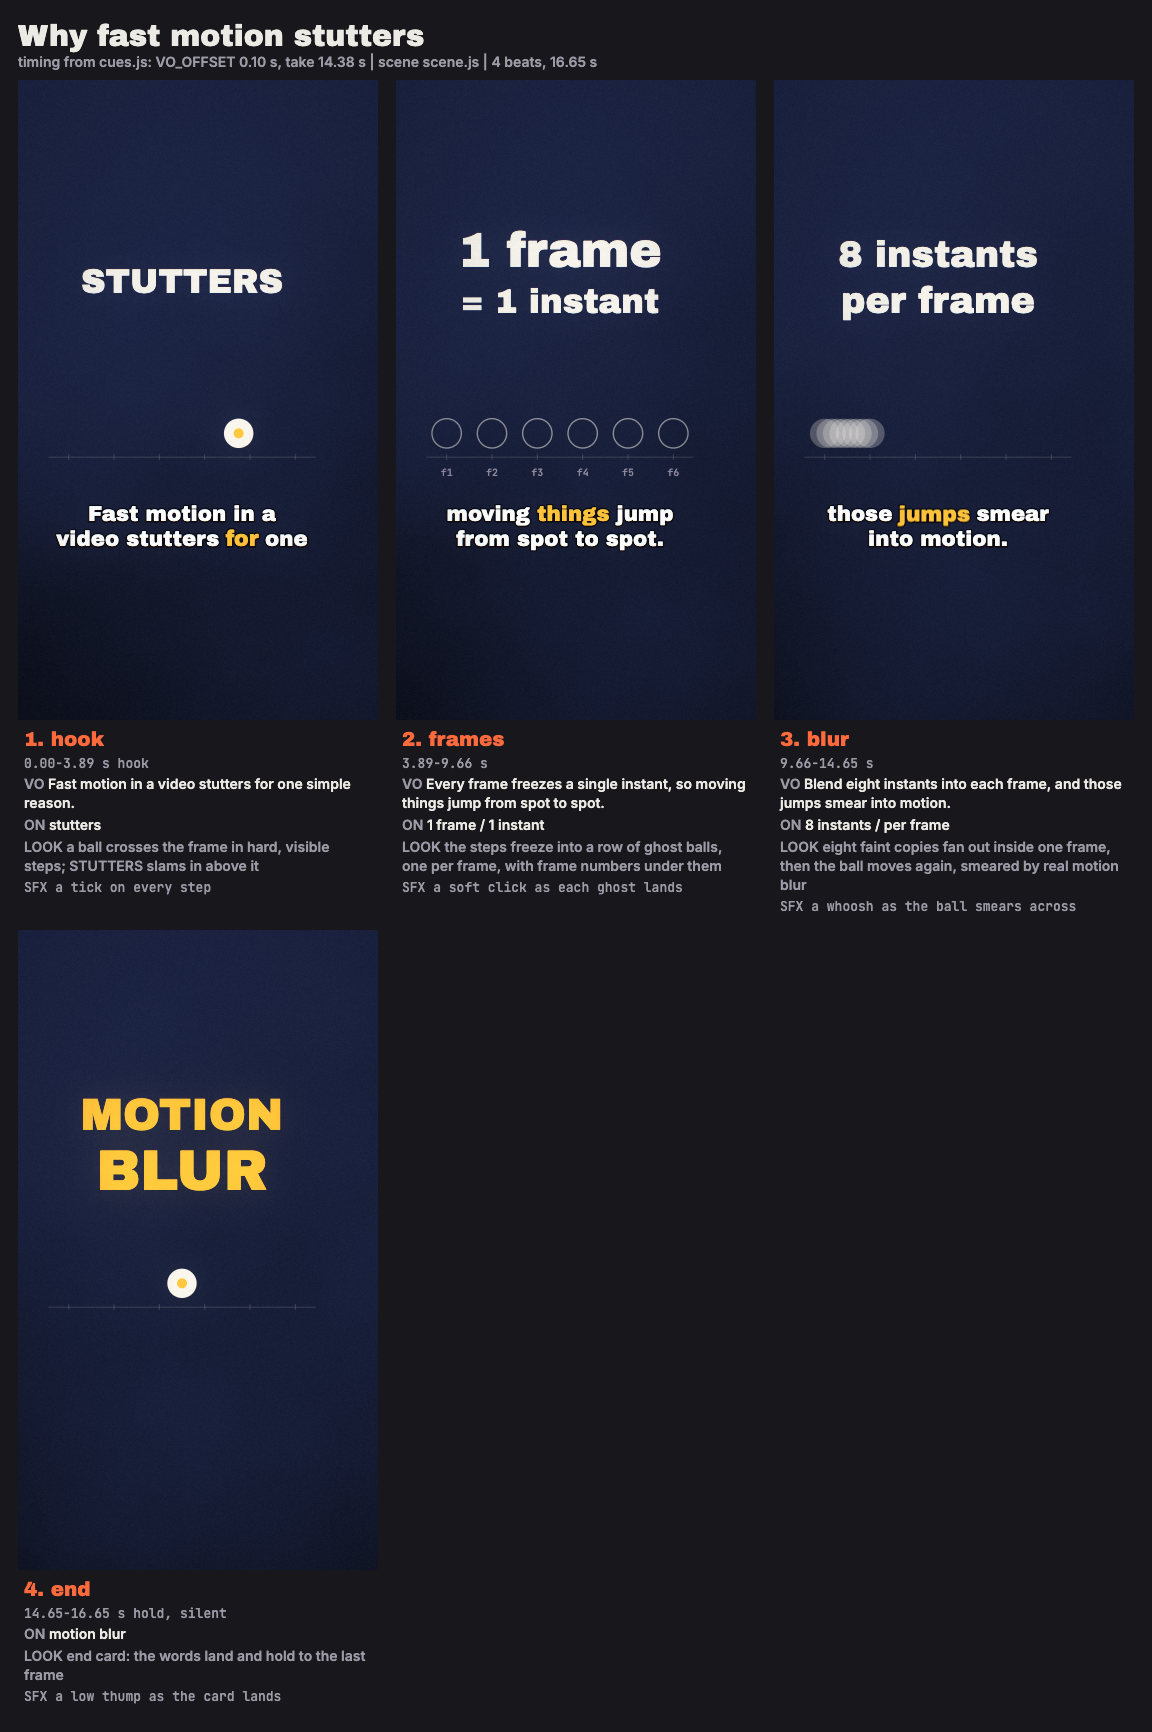 Why fast motion stutters
timing from cues.js: VO_OFFSET 0.10 s, take 14.38 s | scene scene.js | 4 beats, 16.65 s
STUTTERS
Fast motion in a
video stutters for one
1. hook
0.00-3.89 s hook
VO Fast motion in a video stutters for one simple
reason.
ON stutters
LOOK a ball crosses the frame in hard, visible
steps; STUTTERS slams in above it
SFX a tick on every step
1 frame
= 1 instant
f1 f2 f3 f4 f5 f6
moving things jump
from spot to spot.
2. frames
3.89-9.66 s
VO Every frame freezes a single instant, so moving
things jump from spot to spot.
ON 1 frame / 1 instant
LOOK the steps freeze into a row of ghost balls,
one per frame, with frame numbers under them
SFX a soft click as each ghost lands
8 instants
per frame
those jumps smear
into motion.
3. blur
9.66-14.65 s
VO Blend eight instants into each frame, and those
jumps smear into motion.
ON 8 instants / per frame
LOOK eight faint copies fan out inside one frame,
then the ball moves again, smeared by real motion
blur
SFX a whoosh as the ball smears across
MOTION
BLUR
4. end
14.65-16.65 s hold, silent
ON motion blur
LOOK end card: the words land and hold to the last
frame
SFX a low thump as the card lands